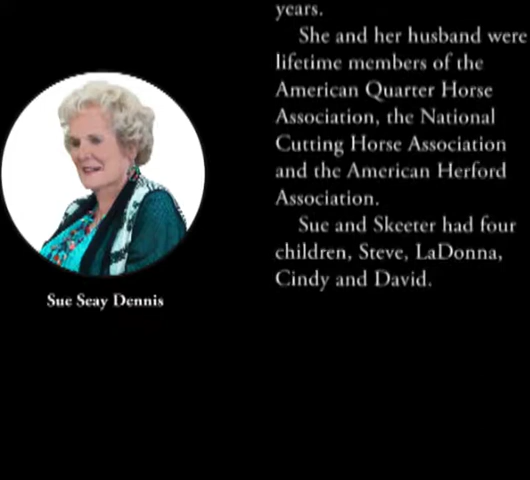 years.
She and her husband were
lifetime members of the
American Quarter Horse
Association, the National
Cutting Horse Association
and the American Herford
Association.
Sue and Skeeter had four
children, Steve, LaDonna,
Cindy and David.
Sue Seay Dennis